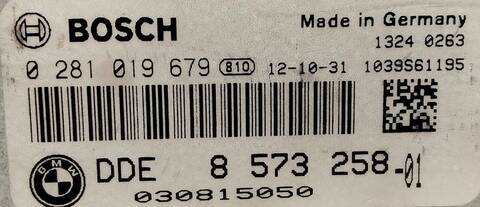 BOSCH
Made in Germany
1324 0263
0 281 019 679 810 12-10-31 1039S61195
BMW
DDE 8 573 258-01
030815050